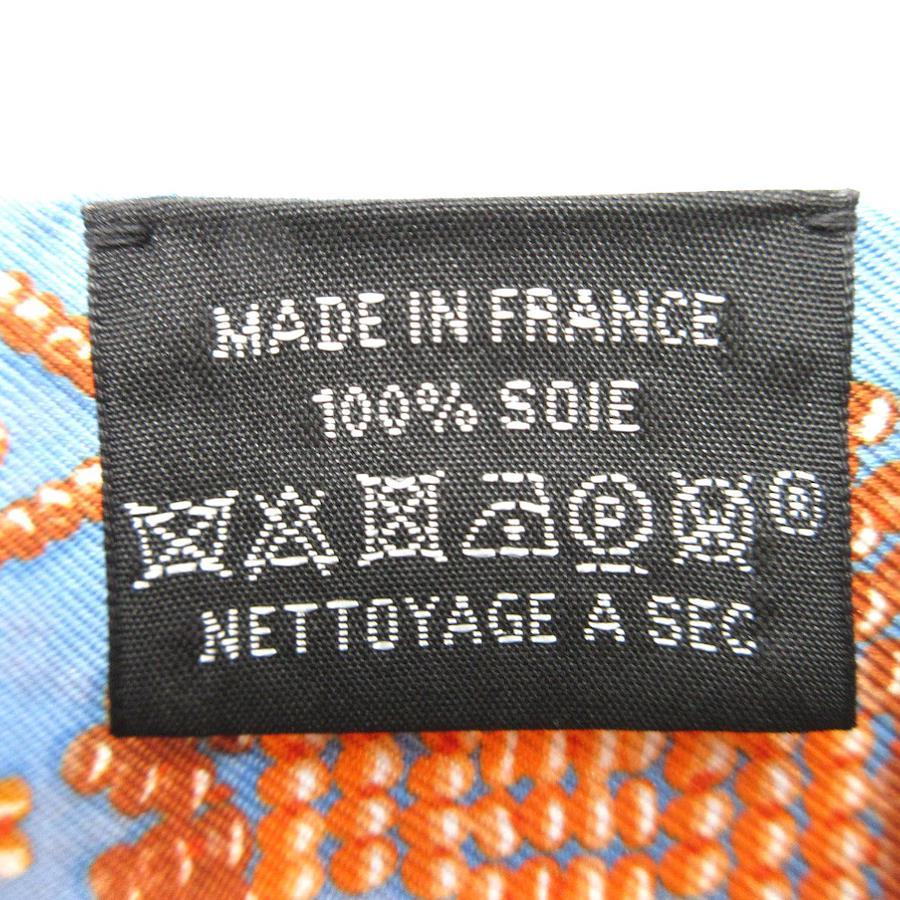 MADE IN FRANCE
100% SOIE
P W ®
NETTOYAGE A SEC